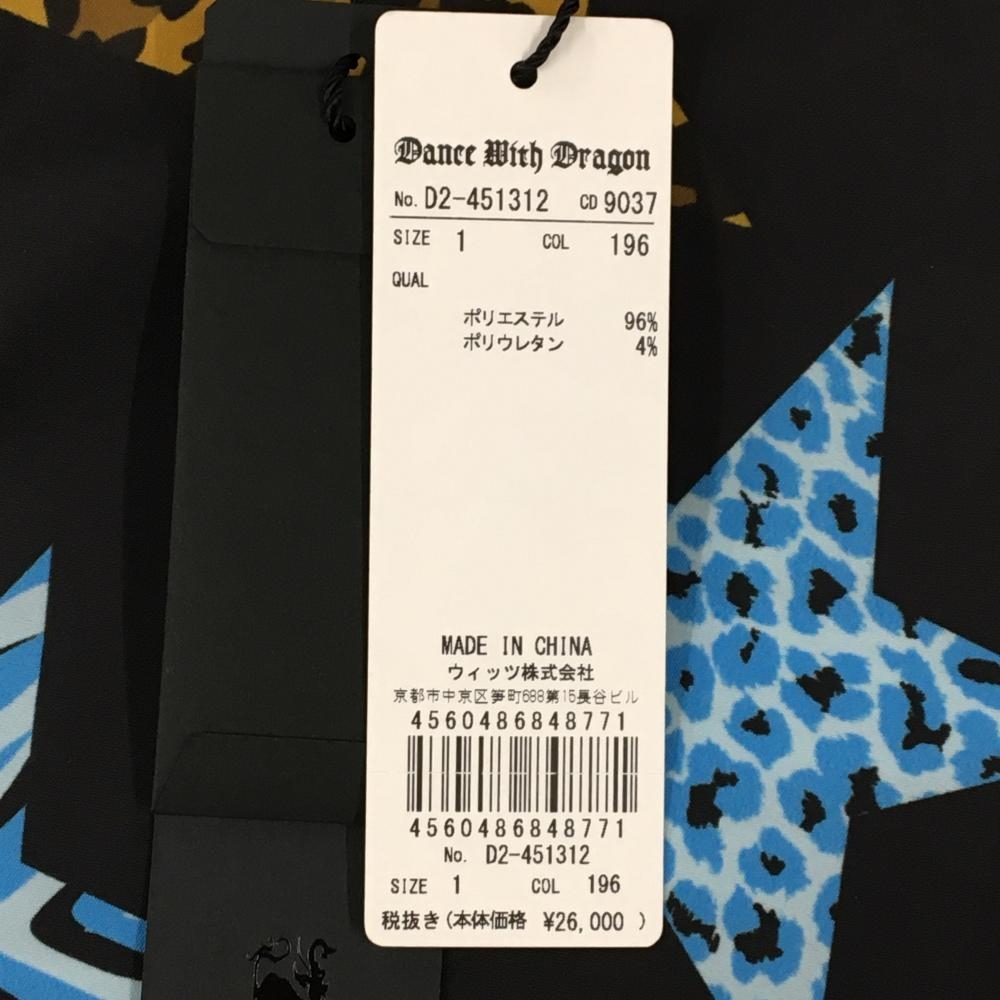 Dance With Dragon
No. D2-451312 CD 9037
SIZE 1 COL 196
QUAL
ポリエステル 96%
ポリウレタン 4%
MADE IN CHINA
ウィッツ株式会社
京都市中京区笋町688第15長谷ビル
4560486848771
4560486848771
No. D2-451312
SIZE 1 COL 196
税抜き(本体価格 ¥26,000 )